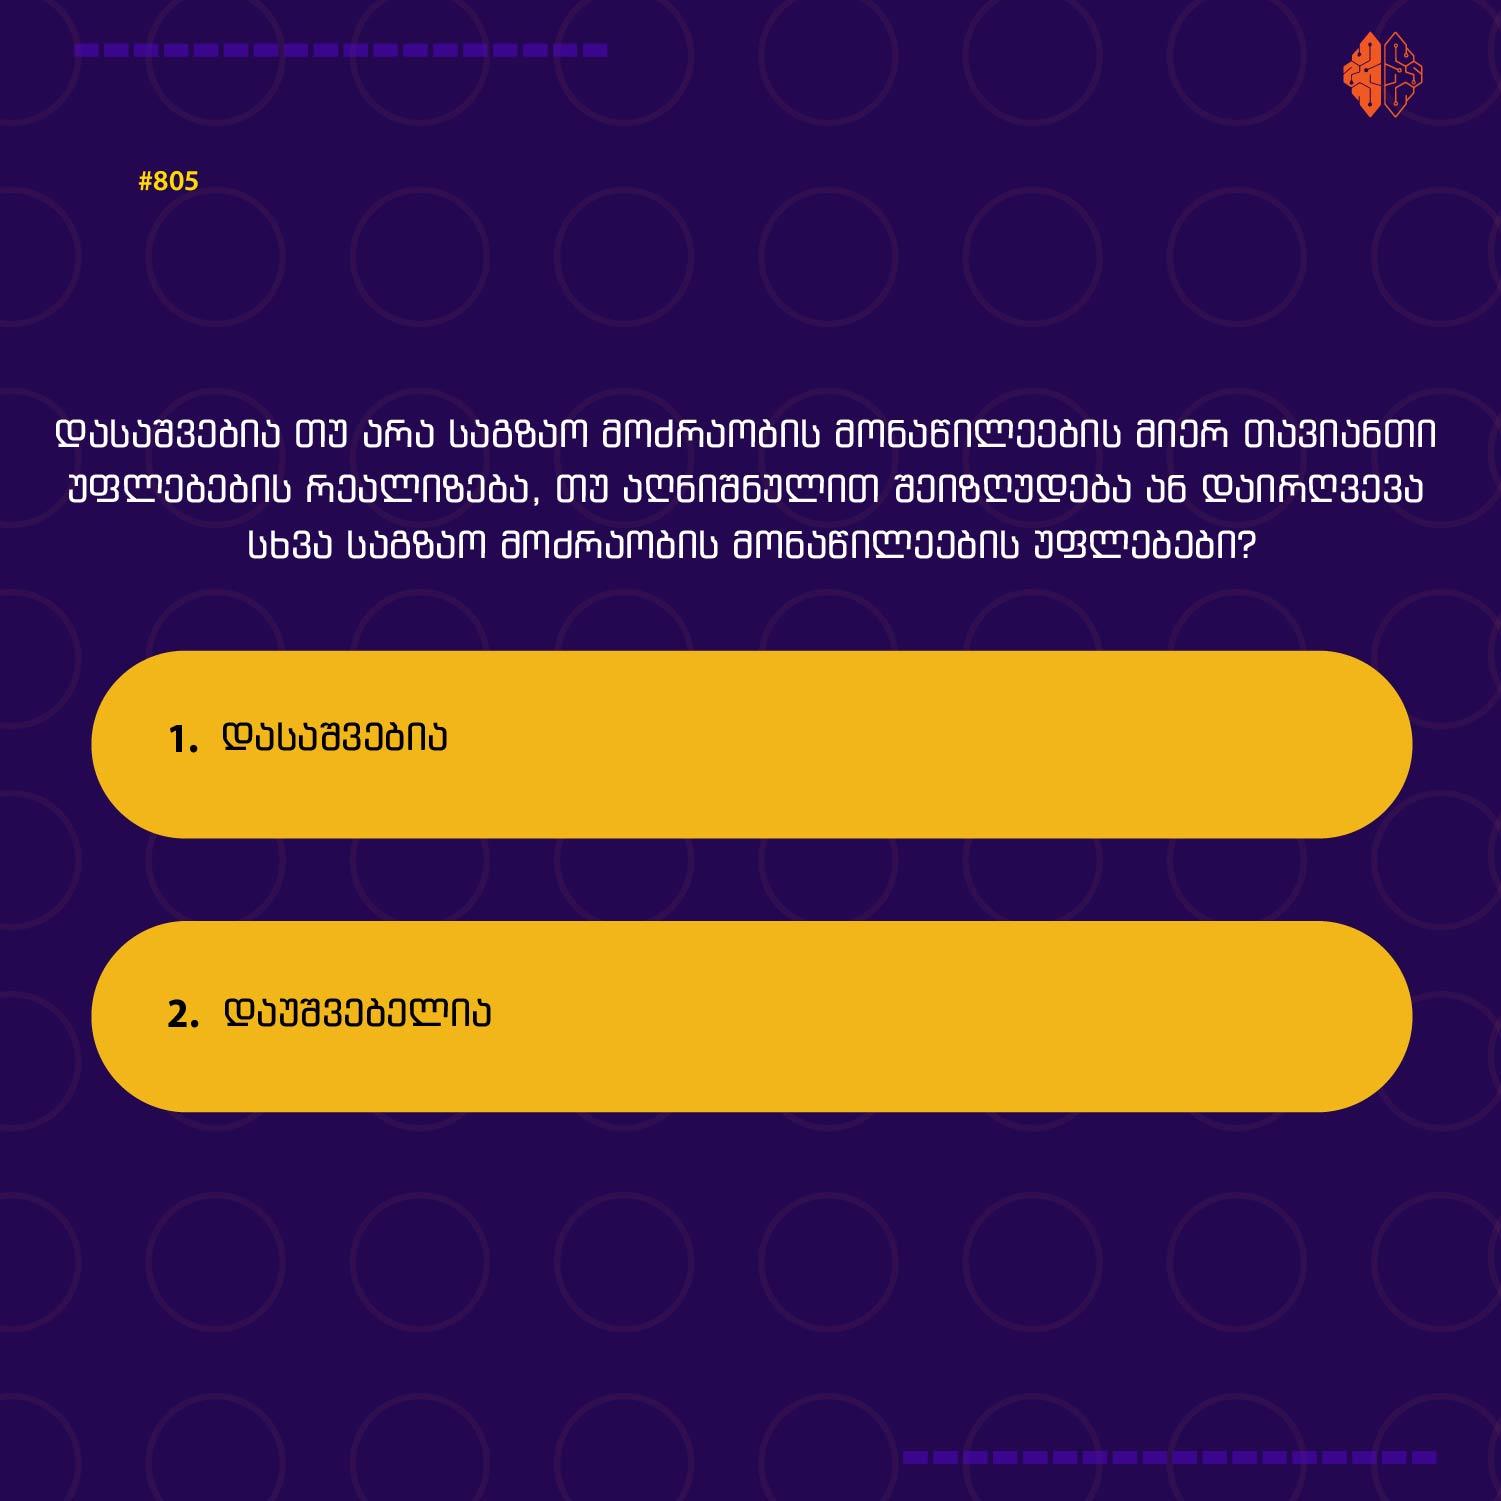 #805
დასაშვებია თუ არა საგზაო მოძრაობის მონაწილეების მიერ თავიანთი
უფლებების რეალიზება, თუ აღნიშნულით შეიზღუდება ან დაირღვევა
სხვა საგზაო მოძრაობის მონაწილეების უფლებები?
1. დასაშვებია
2. დაუშვებელია